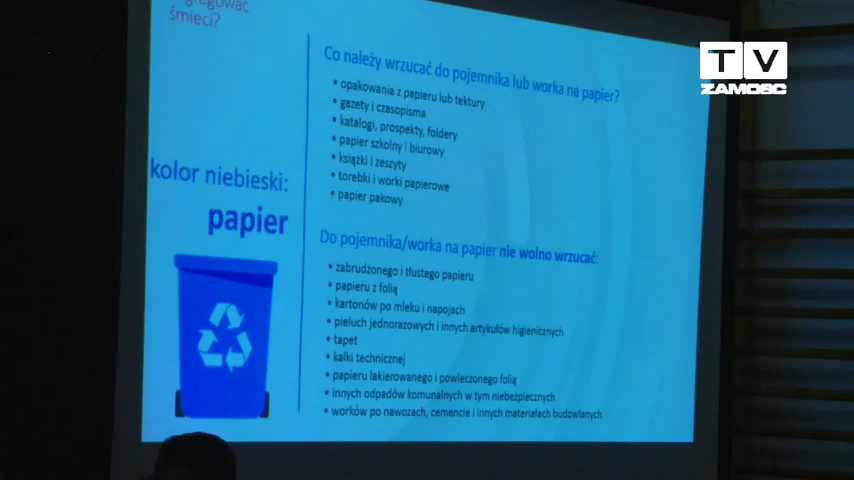 śmieci?
TV
ZAMOŚĆ
Co należy wrzucać do pojemnika lub worka na papier?
• opakowania z papieru lub tektury
• gazety i czasopisma
• katalogi, prospekty, foldery
• papier szkolny i biurowy
• książki i zeszyty
• torebki i worki papierowe
• papier pakowy
kolor niebieski:
papier
Do pojemnika/worka na papier nie wolno wrzucać:
• zabrudzonego i tłustego papieru
• papieru z folią
• kartonów po mleku i napojach
• pieluch jednorazowych i innych artykułów higienicznych
• tapet
• kalki technicznej
• papieru lakierowanego i powleczonego folią
• innych odpadów komunalnych w tym niebezpiecznych
• worków po nawozach, cemencie i innych materiałach budowlanych